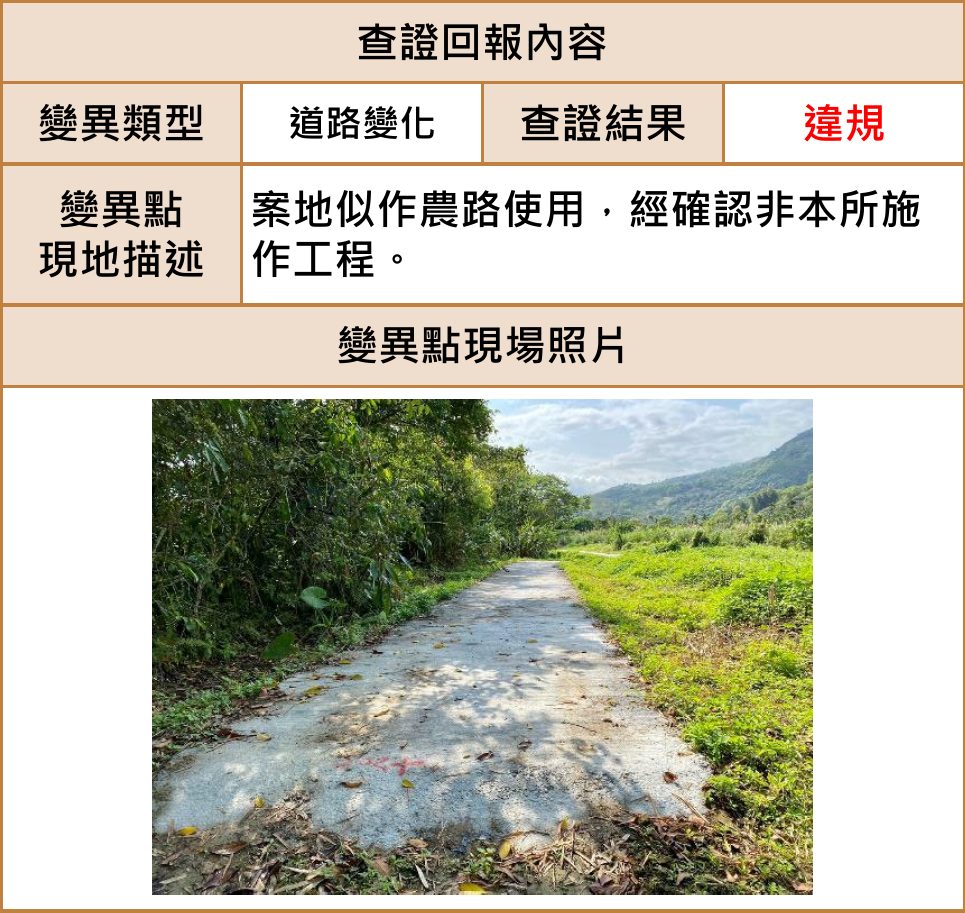 查證回報內容
變異類型
道路變化
查證結果
違規
變異點
現地描述
案地似作農路使用，經確認非本所施
作工程。
變異點現場照片